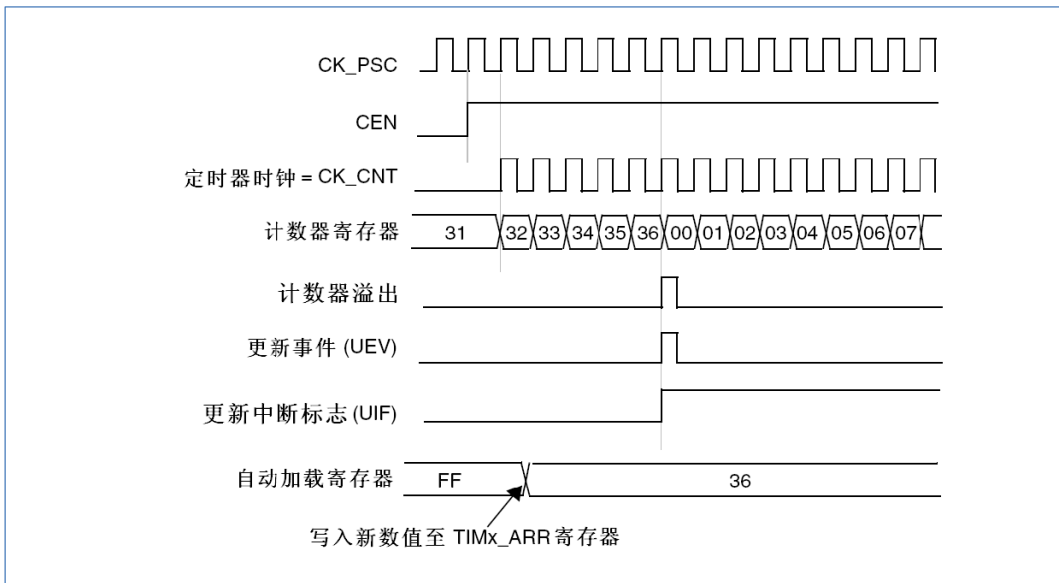 CK_PSC
CEN
定时器时钟 = CK_CNT
计数器寄存器 31 32 33 34 35 36 00 01 02 03 04 05 06 07
计数器溢出
更新事件 (UEV)
更新中断标志 (UIF)
自动加载寄存器 FF 36
写入新数值至 TIMx_ARR 寄存器